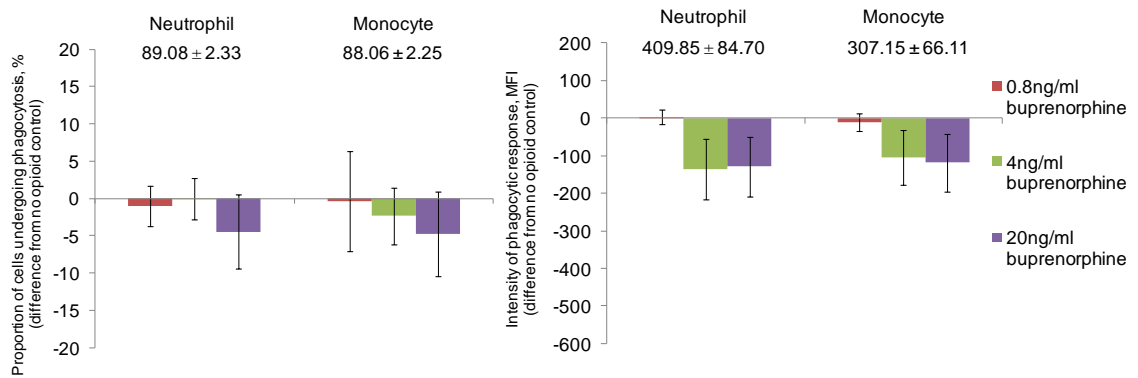 Neutrophil
Monocyte
89.08 ± 2.33
88.06 ± 2.25
Proportion of cells undergoing phagocytosis, %
(difference from no opioid control)
20
15
10
5
0
-5
-10
-15
-20
Neutrophil
Monocyte
409.85 ± 84.70
307.15 ± 66.11
Intensity of phagocytic response, MFI
(difference from no opioid control)
200
100
0
-100
-200
-300
-400
-500
-600
0.8ng/ml
buprenorphine
4ng/ml
buprenorphine
20ng/ml
buprenorphine